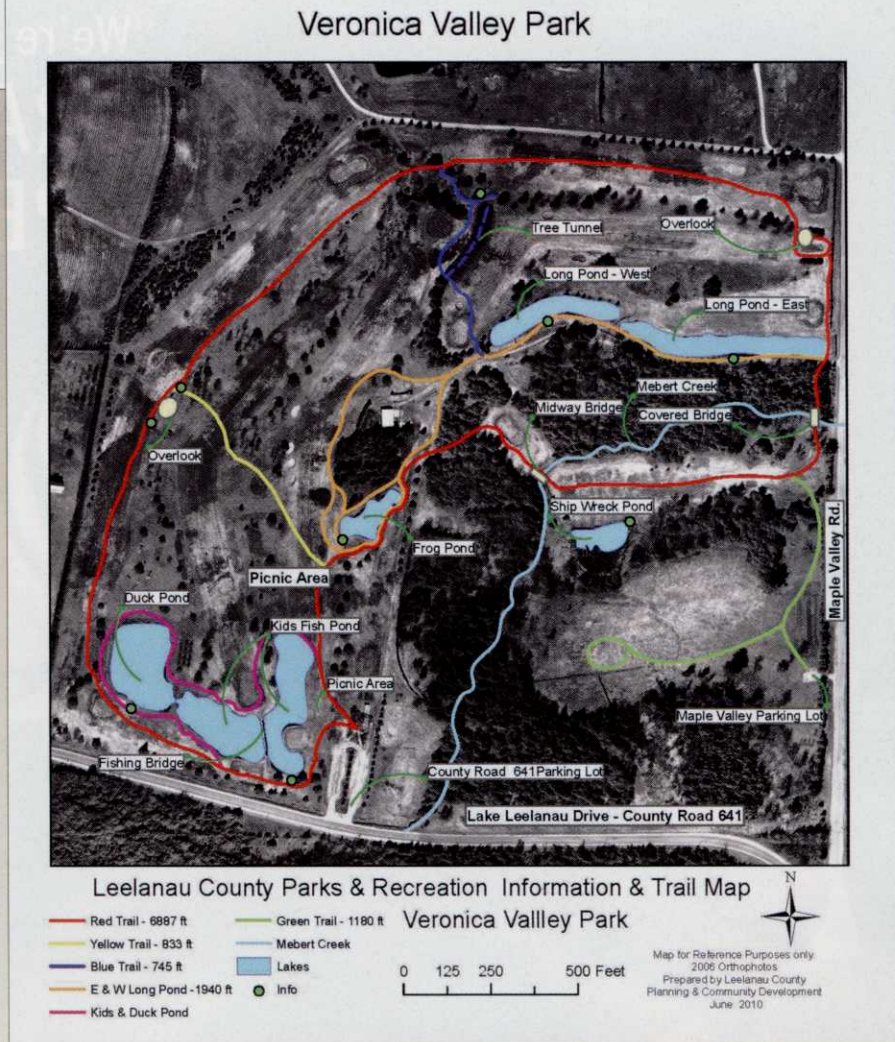 Veronica Valley Park
Tree Tunnel
Overlook
Long Pond - West
Long Pond - East
Mebert Creek
Midway Bridge
Covered Bridge
Overlook
Ship Wreck Pond
Frog Pond
Maple Valley Rd.
Picnic Area
Duck Pond
Kids Fish Pond
Picnic Area
Maple Valley Parking Lot
Fishing Bridge
County Road 641Parking Lot
Lake Leelanau Drive - County Road 641
Leelanau County Parks & Recreation Information & Trail Map
N
Red Trail - 6887 ft
Green Trail - 1180 ft
Veronica Vallley Park
Yellow Trail - 833 ft
Mebert Creek
Blue Trail - 745 ft
Lakes
0 125 250 500 Feet
E & W Long Pond -1940 ft
Info
Kids & Duck Pond
Map for Reference Purposes only
2006 Orthophotos
Prepared by Leelanau County
Planning & Community Development
June 2010
"We're